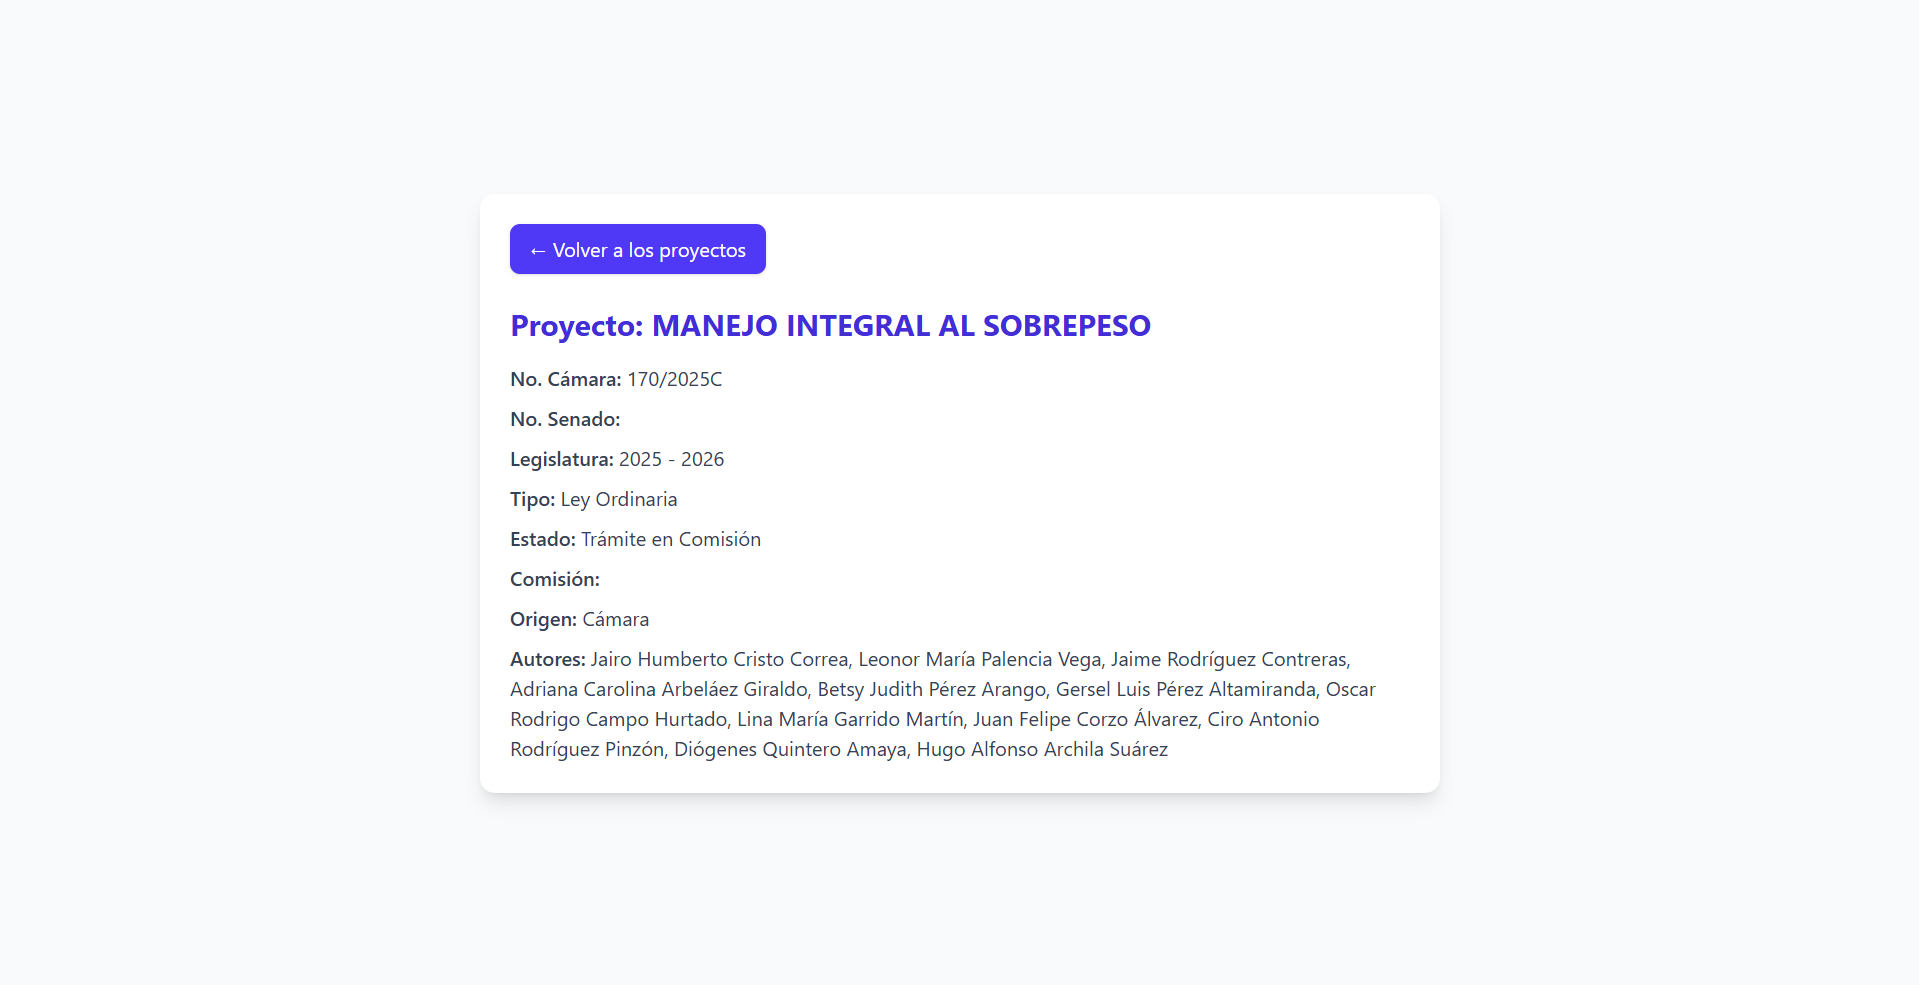 ← Volver a los proyectos
Proyecto: MANEJO INTEGRAL AL SOBREPESO
No. Cámara: 170/2025C
No. Senado:
Legislatura: 2025 - 2026
Tipo: Ley Ordinaria
Estado: Trámite en Comisión
Comisión:
Origen: Cámara
Autores: Jairo Humberto Cristo Correa, Leonor María Palencia Vega, Jaime Rodríguez Contreras,
Adriana Carolina Arbeláez Giraldo, Betsy Judith Pérez Arango, Gersel Luis Pérez Altamiranda, Oscar
Rodrigo Campo Hurtado, Lina María Garrido Martín, Juan Felipe Corzo Álvarez, Ciro Antonio
Rodríguez Pinzón, Diógenes Quintero Amaya, Hugo Alfonso Archila Suárez